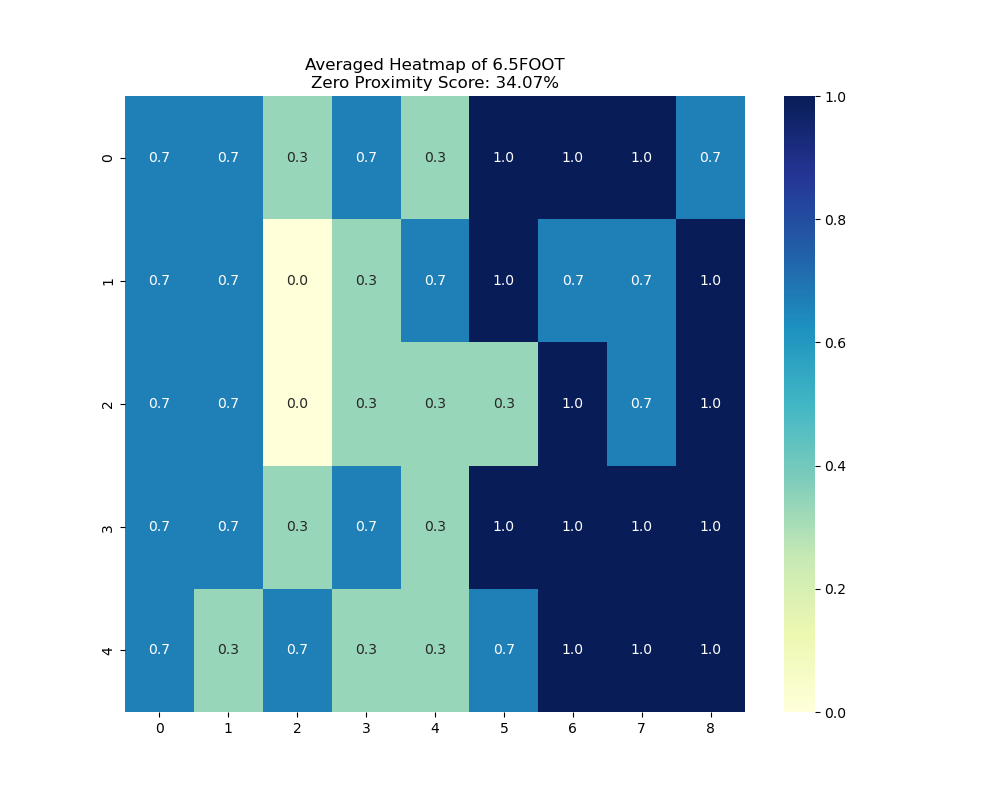 Averaged Heatmap of 6.5FOOT
Zero Proximity Score: 34.07%
0 0.7 0.7 0.3 0.7 0.3 1.0 1.0 1.0 0.7
1 0.7 0.7 0.0 0.3 0.7 1.0 0.7 0.7 1.0
2 0.7 0.7 0.0 0.3 0.3 0.3 1.0 0.7 1.0
3 0.7 0.7 0.3 0.7 0.3 1.0 1.0 1.0 1.0
4 0.7 0.3 0.7 0.3 0.3 0.7 1.0 1.0 1.0
0 1 2 3 4 5 6 7 8
1.0
0.8
0.6
0.4
0.2
0.0